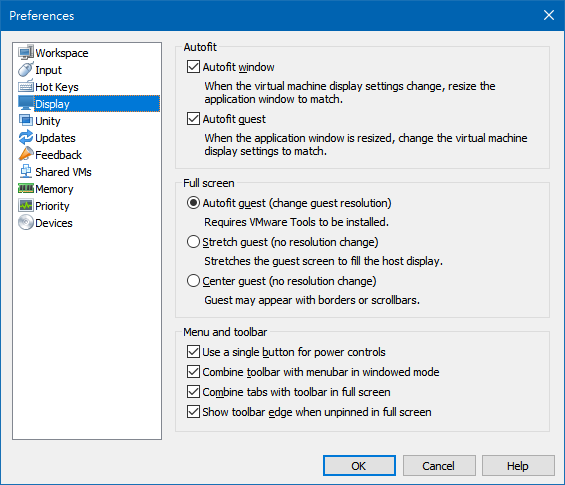 Preferences
Workspace
Input
Hot Keys
Display
Unity
Updates
Feedback
Shared VMs
Memory
Priority
Devices
Autofit
Autofit window
When the virtual machine display settings change, resize the
application window to match.
Autofit guest
When the application window is resized, change the virtual machine
display settings to match.
Full screen
Autofit guest (change guest resolution)
Requires VMware Tools to be installed.
Stretch guest (no resolution change)
Stretches the guest screen to fill the host display.
Center guest (no resolution change)
Guest may appear with borders or scrollbars.
Menu and toolbar
Use a single button for power controls
Combine toolbar with menubar in windowed mode
Combine tabs with toolbar in full screen
Show toolbar edge when unpinned in full screen
OK
Cancel
Help